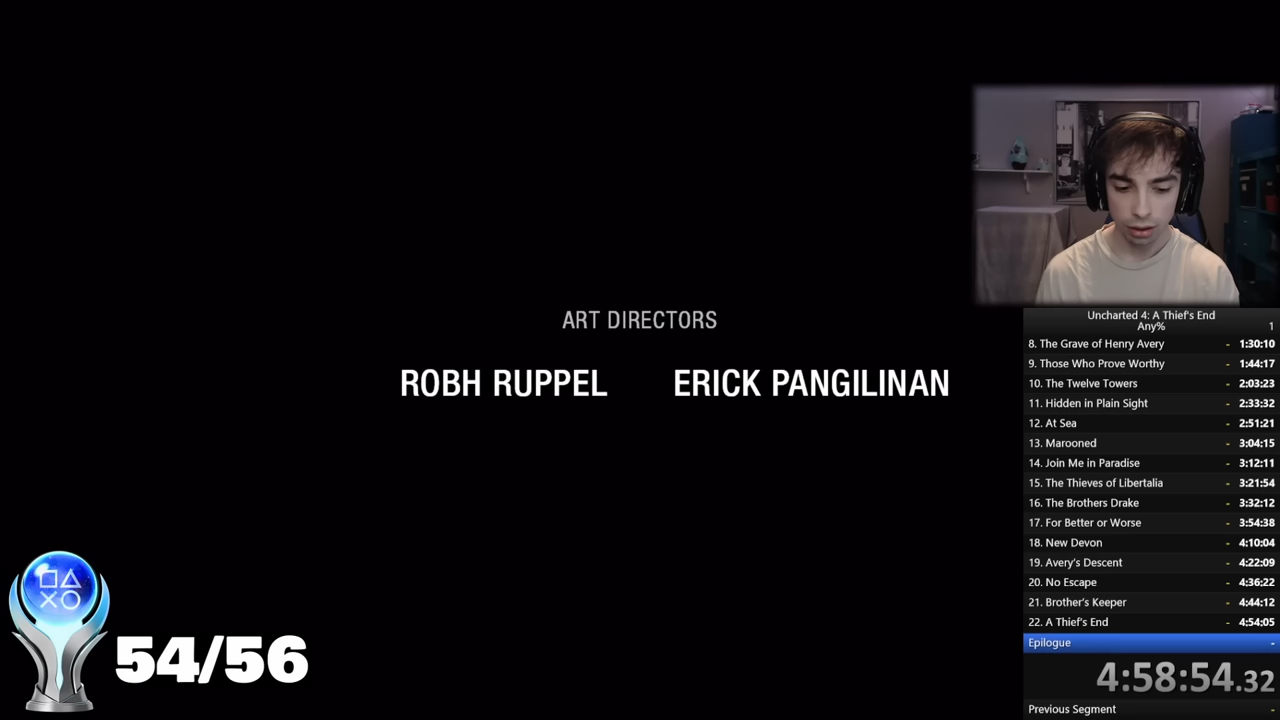 ART DIRECTORS
ROBH RUPPEL ERICK PANGILINAN
Uncharted 4: A Thief's End
Any% 1
8. The Grave of Henry Avery - 1:30:10
9. Those Who Prove Worthy - 1:44:17
10. The Twelve Towers - 2:03:23
11. Hidden in Plain Sight - 2:33:32
12. At Sea - 2:51:21
13. Marooned - 3:04:15
14. Join Me in Paradise - 3:12:11
15. The Thieves of Libertalia - 3:21:54
16. The Brothers Drake - 3:32:12
17. For Better or Worse - 3:54:38
18. New Devon - 4:10:04
19. Avery's Descent - 4:22:09
20. No Escape - 4:36:22
21. Brother's Keeper - 4:44:12
22. A Thief's End - 4:54:05
Epilogue -
4:58:54.32
Previous Segment -
54/56